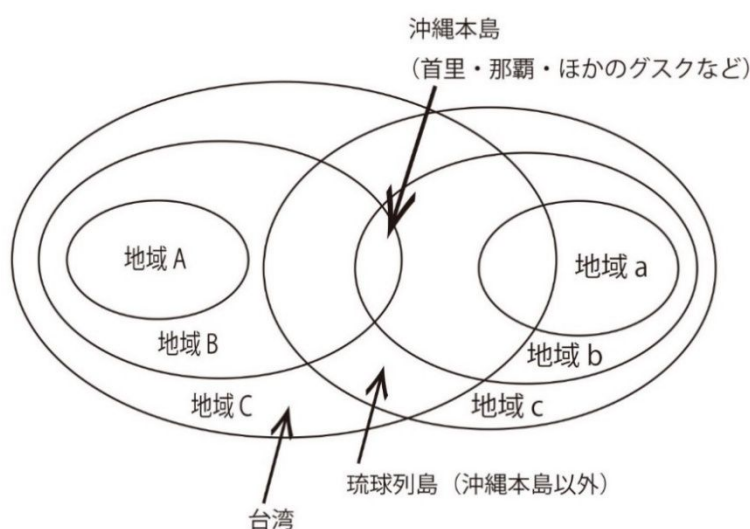 沖縄本島
（首里・那覇・ほかのグスクなど）
地域 A
地域 a
地域 B
地域 b
地域 C
地域 c
琉球列島（沖縄本島以外）
台湾